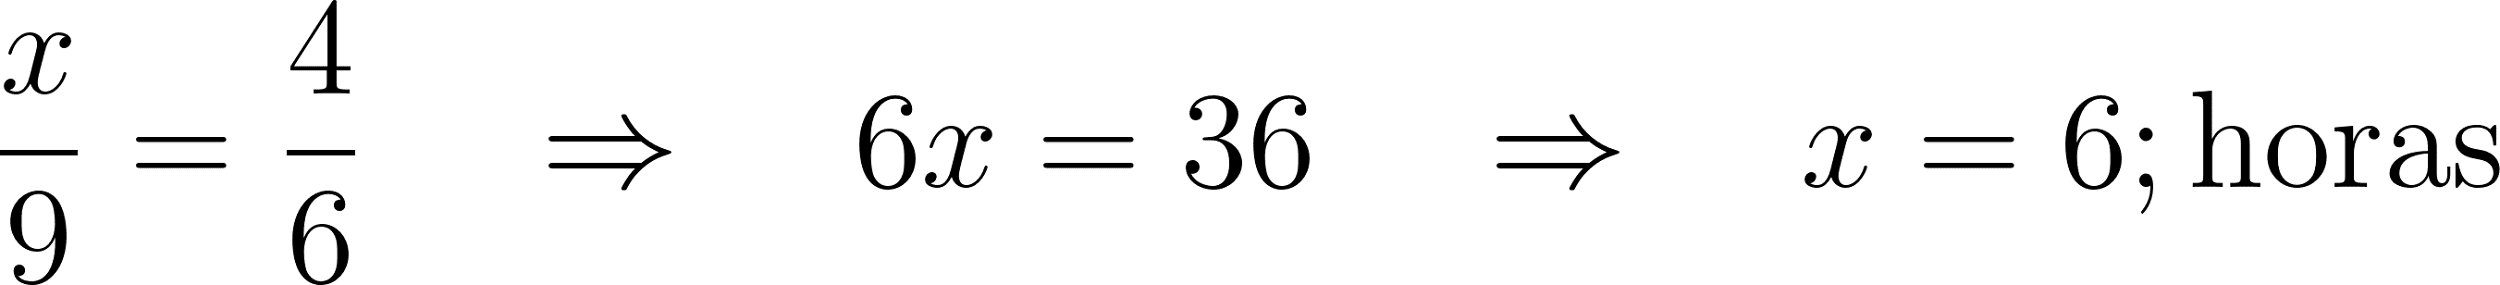 x/9 = 4/6 ⇒ 6x = 36 ⇒ x = 6; horas